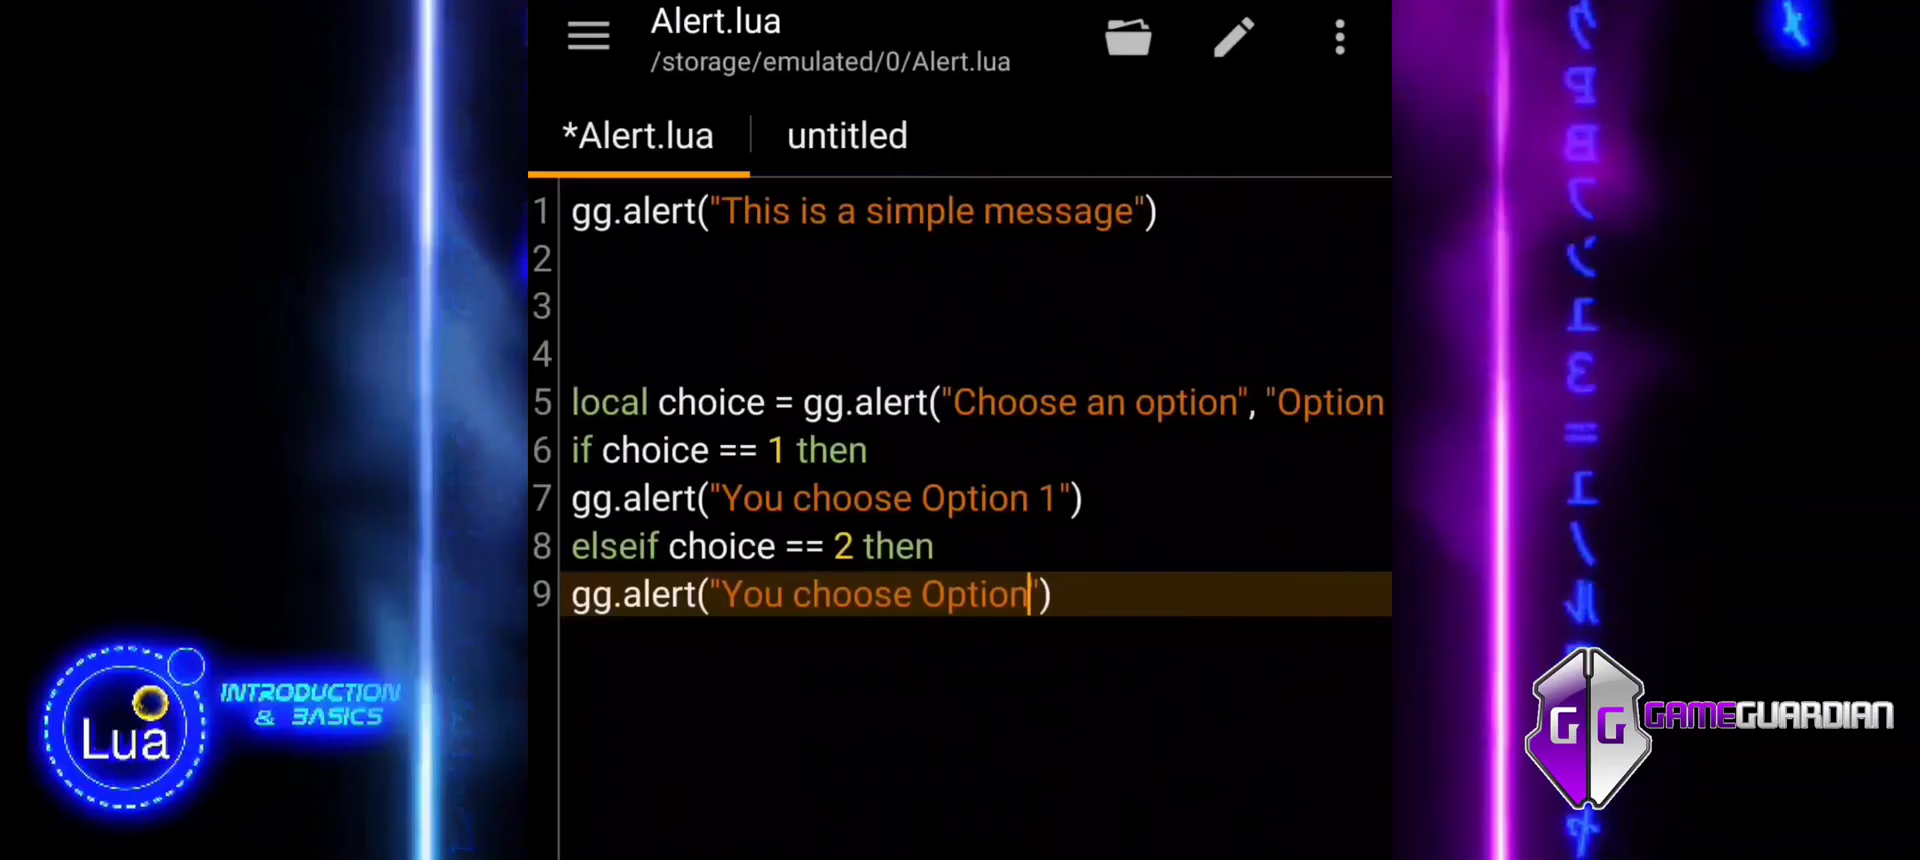 Alert.lua
/storage/emulated/0/Alert.lua
*Alert.lua
untitled
1 gg.alert("This is a simple message")
2
3
4
5 local choice = gg.alert("Choose an option", "Option
6 if choice == 1 then
7 gg.alert("You choose Option 1")
8 elseif choice == 2 then
9 gg.alert("You choose Option")
Lua
INTRODUCTION
& BASICS
GG
GAMEGUARDIAN